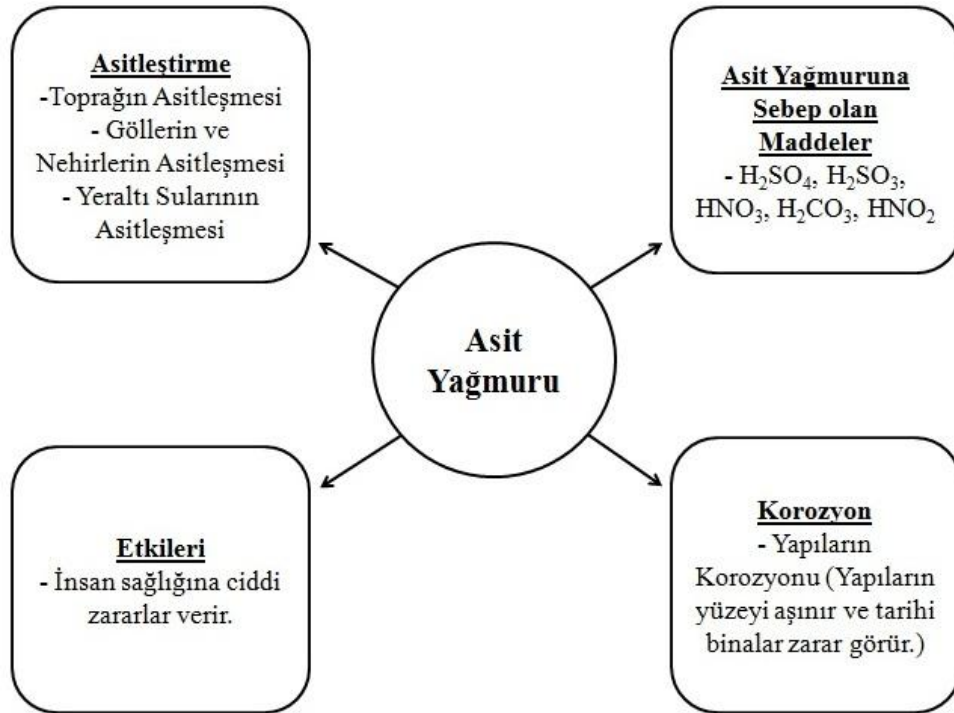 Asitleştirme
-Toprağın Asitleşmesi
- Göllerin ve
Nehirlerin Asitleşmesi
- Yeraltı Sularının
Asitleşmesi
Asit Yağmuruna
Sebep olan
Maddeler
- H₂SO₄, H₂SO₃,
HNO₃, H₂CO₃, HNO₂
Asit
Yağmuru
Etkileri
- İnsan sağlığına ciddi
zararlar verir.
Korozyon
- Yapıların
Korozyonu (Yapıların
yüzeyi aşınır ve tarihi
binalar zarar görür.)